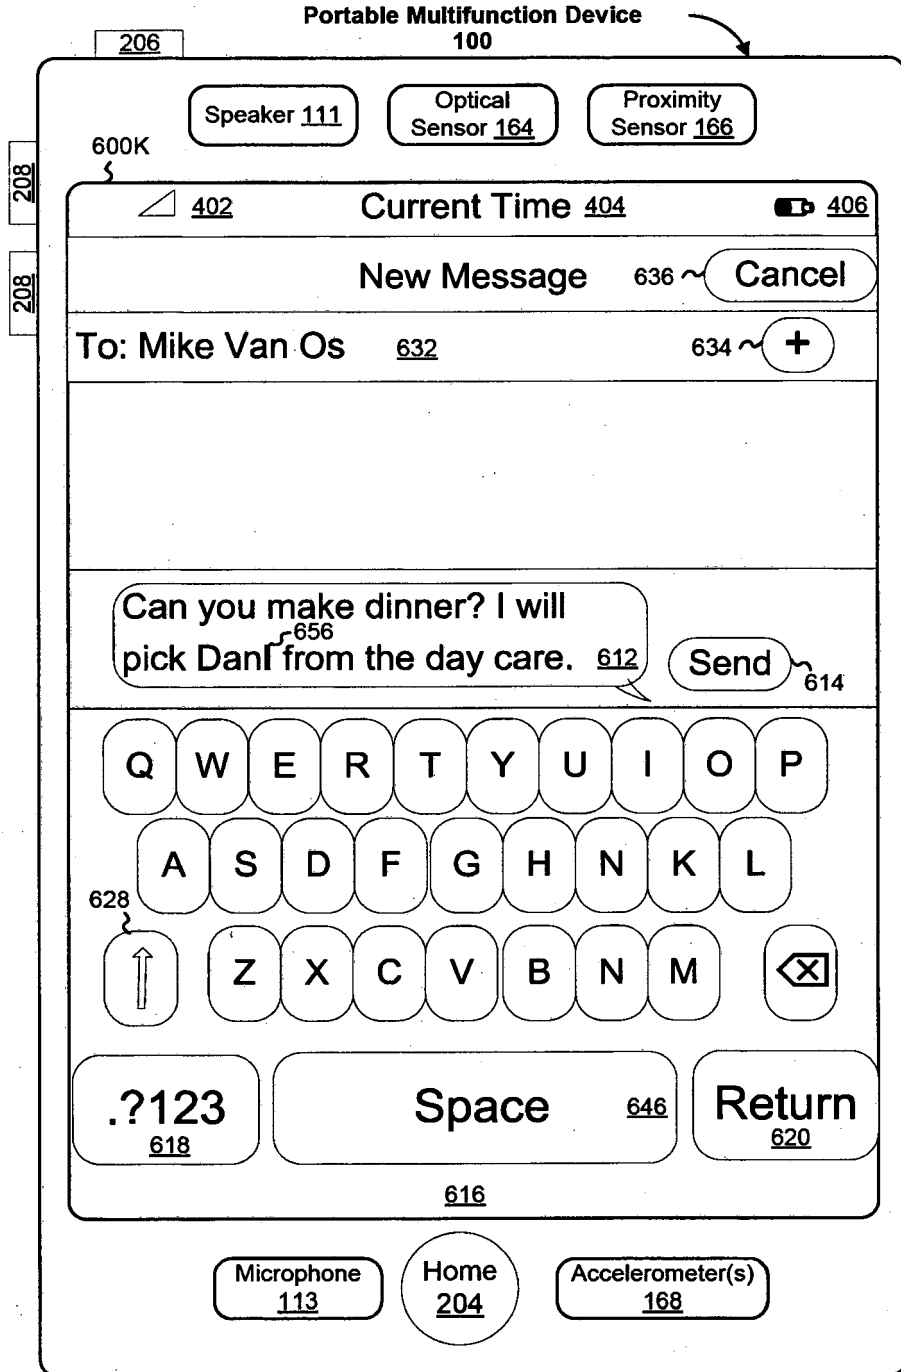 Portable Multifunction Device
100
206
Speaker 111
Optical
Sensor 164
Proximity
Sensor 166
600K
208
208
402
Current Time 404
406
New Message
636
Cancel
To: Mike Van Os
632
634
+
Can you make dinner? I will
656
pick Dan from the day care.
612
Send
614
Q W E R T Y U I O P
A S D F G H N K L
628
Z X C V B N M
.?123
618
Space
646
Return
620
616
Microphone
113
Home
204
Accelerometer(s)
168